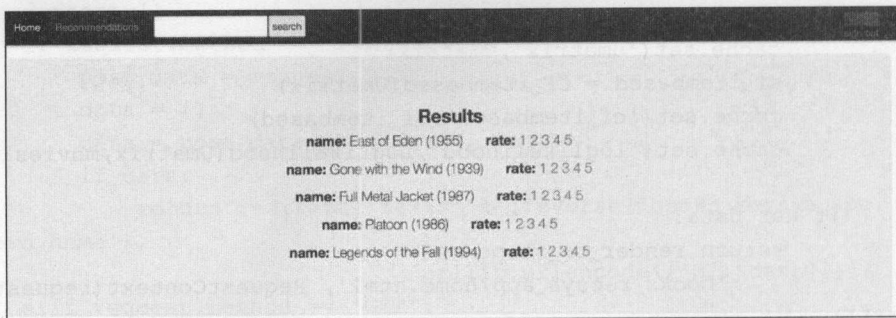 Home Recommendations search
Results
name: East of Eden (1955) rate: 1 2 3 4 5
name: Gone with the Wind (1939) rate: 1 2 3 4 5
name: Full Metal Jacket (1987) rate: 1 2 3 4 5
name: Platoon (1986) rate: 1 2 3 4 5
name: Legends of the Fall (1994) rate: 1 2 3 4 5